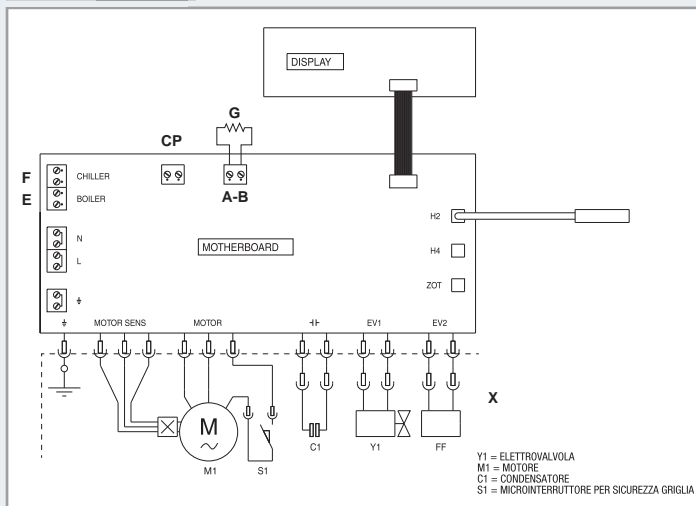 DISPLAY
G
CP
F
CHILLER
A-B
E
BOILER
H2
N
MOTHERBOARD
H4
L
ZOT
MOTOR SENS
MOTOR
EV1
EV2
X
M
M1
S1
C1
Y1
FF
Y1 = ELETTROVALVOLA
M1 = MOTORE
C1 = CONDENSATORE
S1 = MICROINTERRUTTORE PER SICUREZZA GRIGLIA